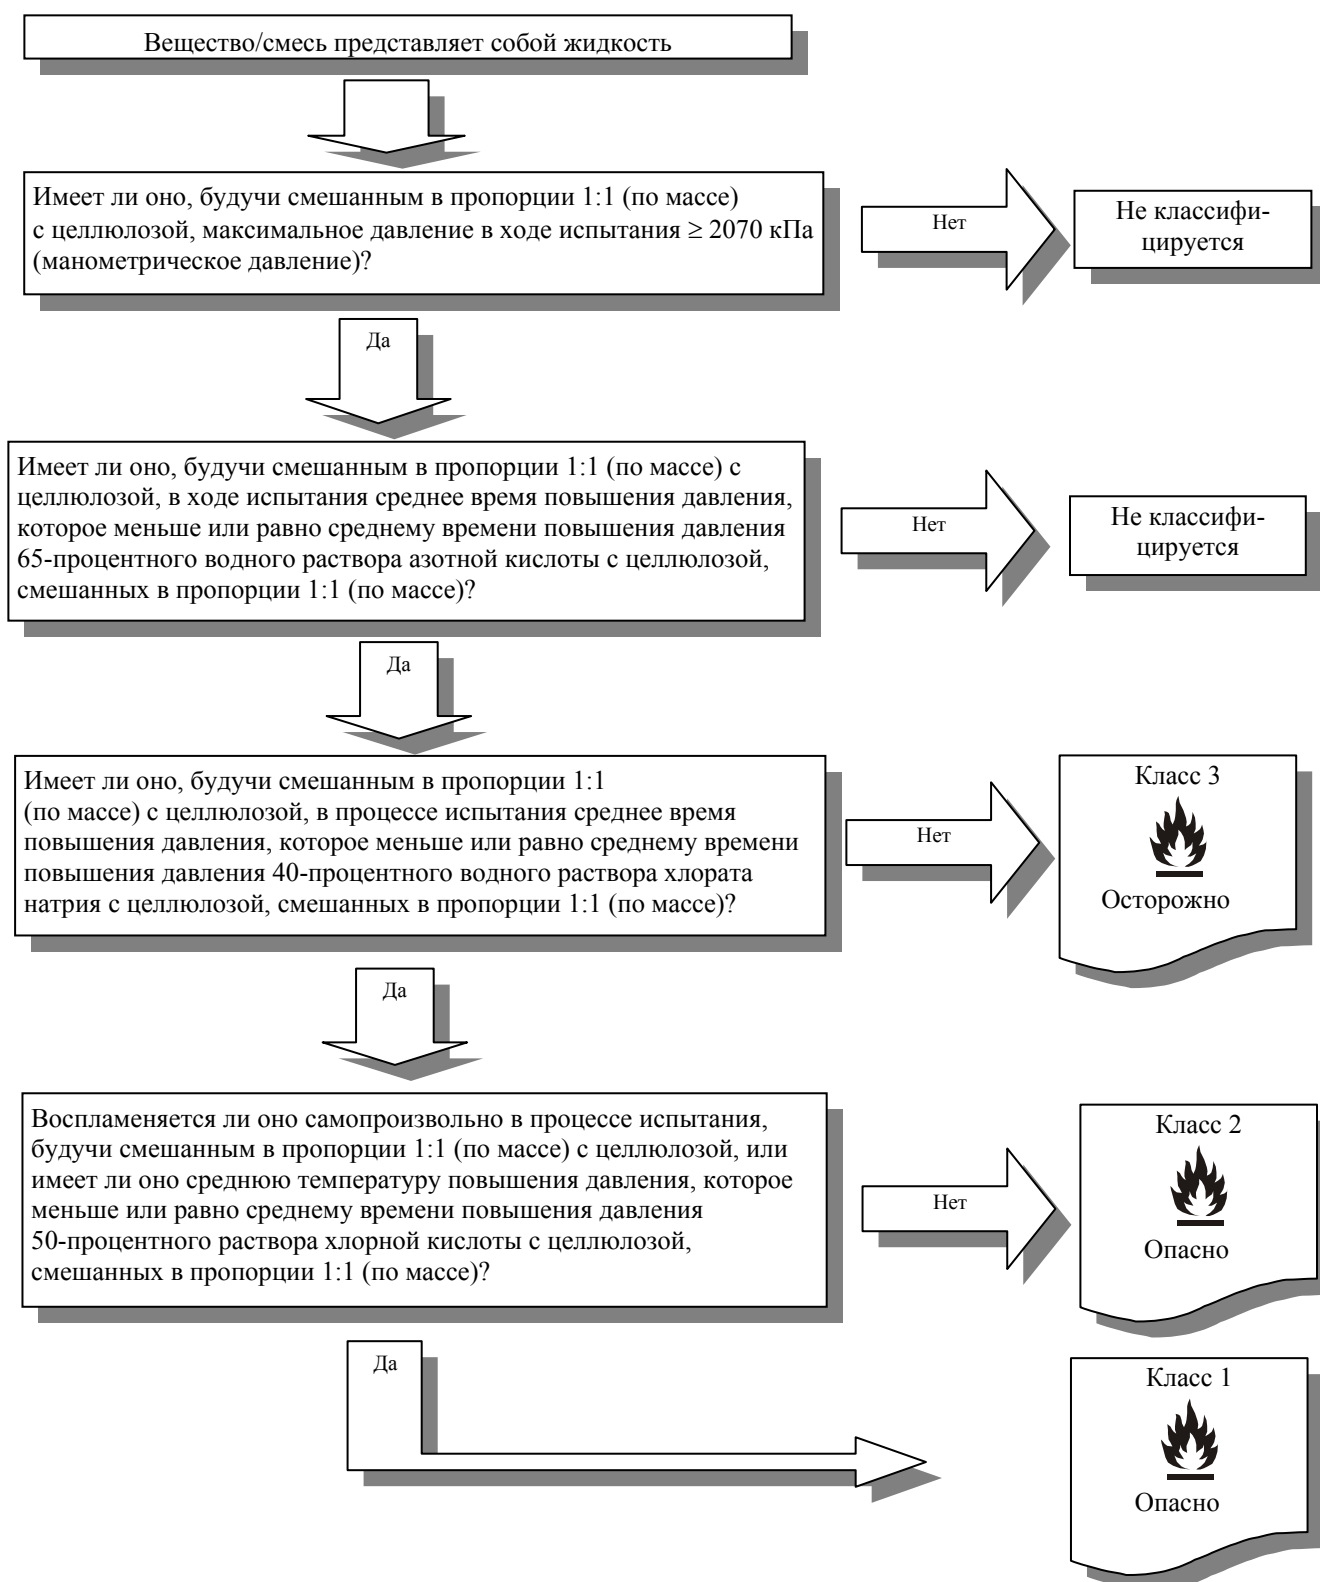 Вещество/смесь представляет собой жидкость
Имеет ли оно, будучи смешанным в пропорции 1:1 (по массе)
с целлюлозой, максимальное давление в ходе испытания ≥ 2070 кПа
(манометрическое давление)?
Нет
Не классифи-
цируется
Да
Имеет ли оно, будучи смешанным в пропорции 1:1 (по массе) с
целлюлозой, в ходе испытания среднее время повышения давления,
которое меньше или равно среднему времени повышения давления
65-процентного водного раствора азотной кислоты с целлюлозой,
смешанных в пропорции 1:1 (по массе)?
Нет
Не классифи-
цируется
Да
Имеет ли оно, будучи смешанным в пропорции 1:1
(по массе) с целлюлозой, в процессе испытания среднее время
повышения давления, которое меньше или равно среднему времени
повышения давления 40-процентного водного раствора хлората
натрия с целлюлозой, смешанных в пропорции 1:1 (по массе)?
Нет
Класс 3
Осторожно
Да
Воспламеняется ли оно самопроизвольно в процессе испытания,
будучи смешанным в пропорции 1:1 (по массе) с целлюлозой, или
имеет ли оно среднюю температуру повышения давления, которое
меньше или равно среднему времени повышения давления
50-процентного раствора хлорной кислоты с целлюлозой,
смешанных в пропорции 1:1 (по массе)?
Нет
Класс 2
Опасно
Да
Класс 1
Опасно